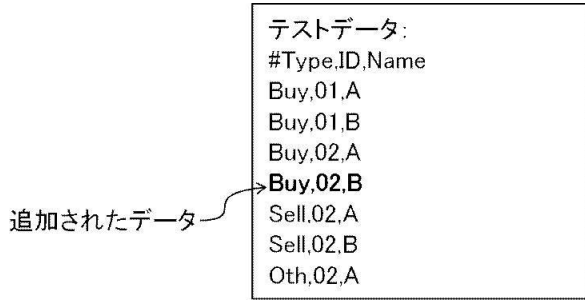 テストデータ:
#Type,ID,Name
Buy,01,A
Buy,01,B
Buy,02,A
Buy,02,B
Sell,02,A
Sell,02,B
Oth,02,A
追加されたデータ